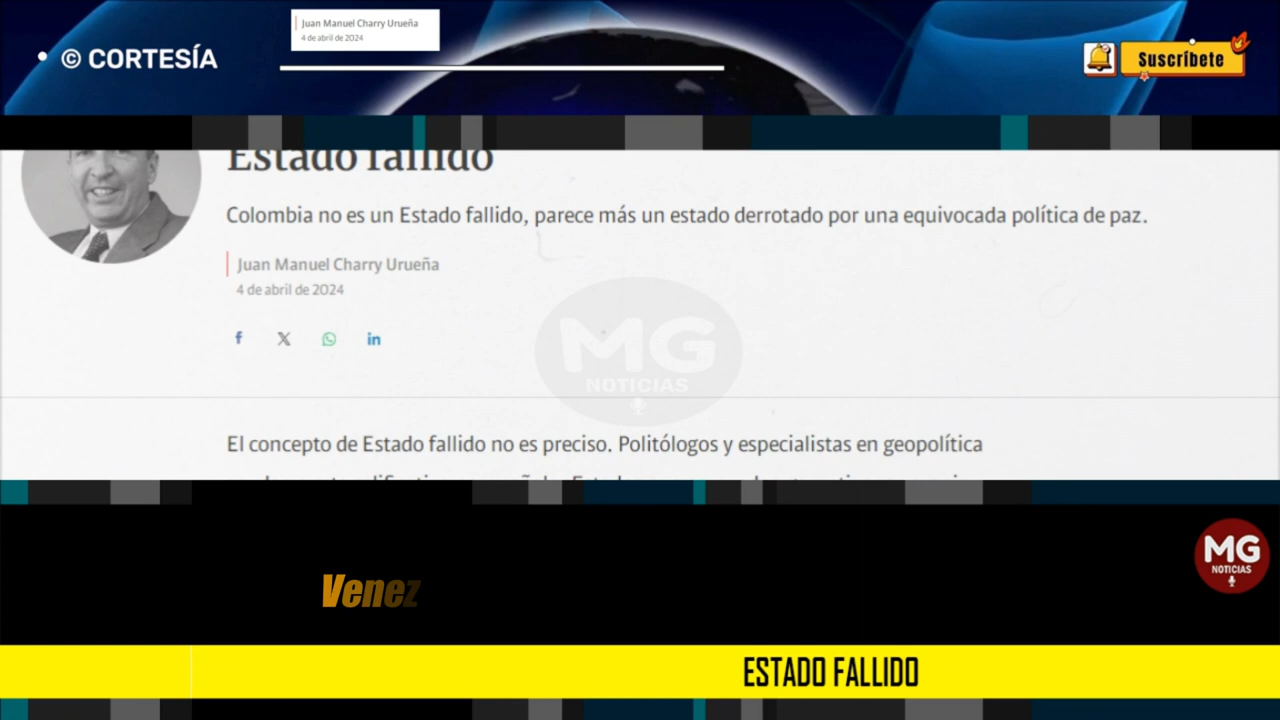 Juan Manuel Charry Urueña
4 de abril de 2024
© CORTESÍA
Suscríbete
Estado fallido
Colombia no es un Estado fallido, parece más un estado derrotado por una equivocada política de paz.
Juan Manuel Charry Urueña
4 de abril de 2024
MG
NOTICIAS
El concepto de Estado fallido no es preciso. Politólogos y especialistas en geopolítica
MG
NOTICIAS
Venez
ESTADO FALLIDO